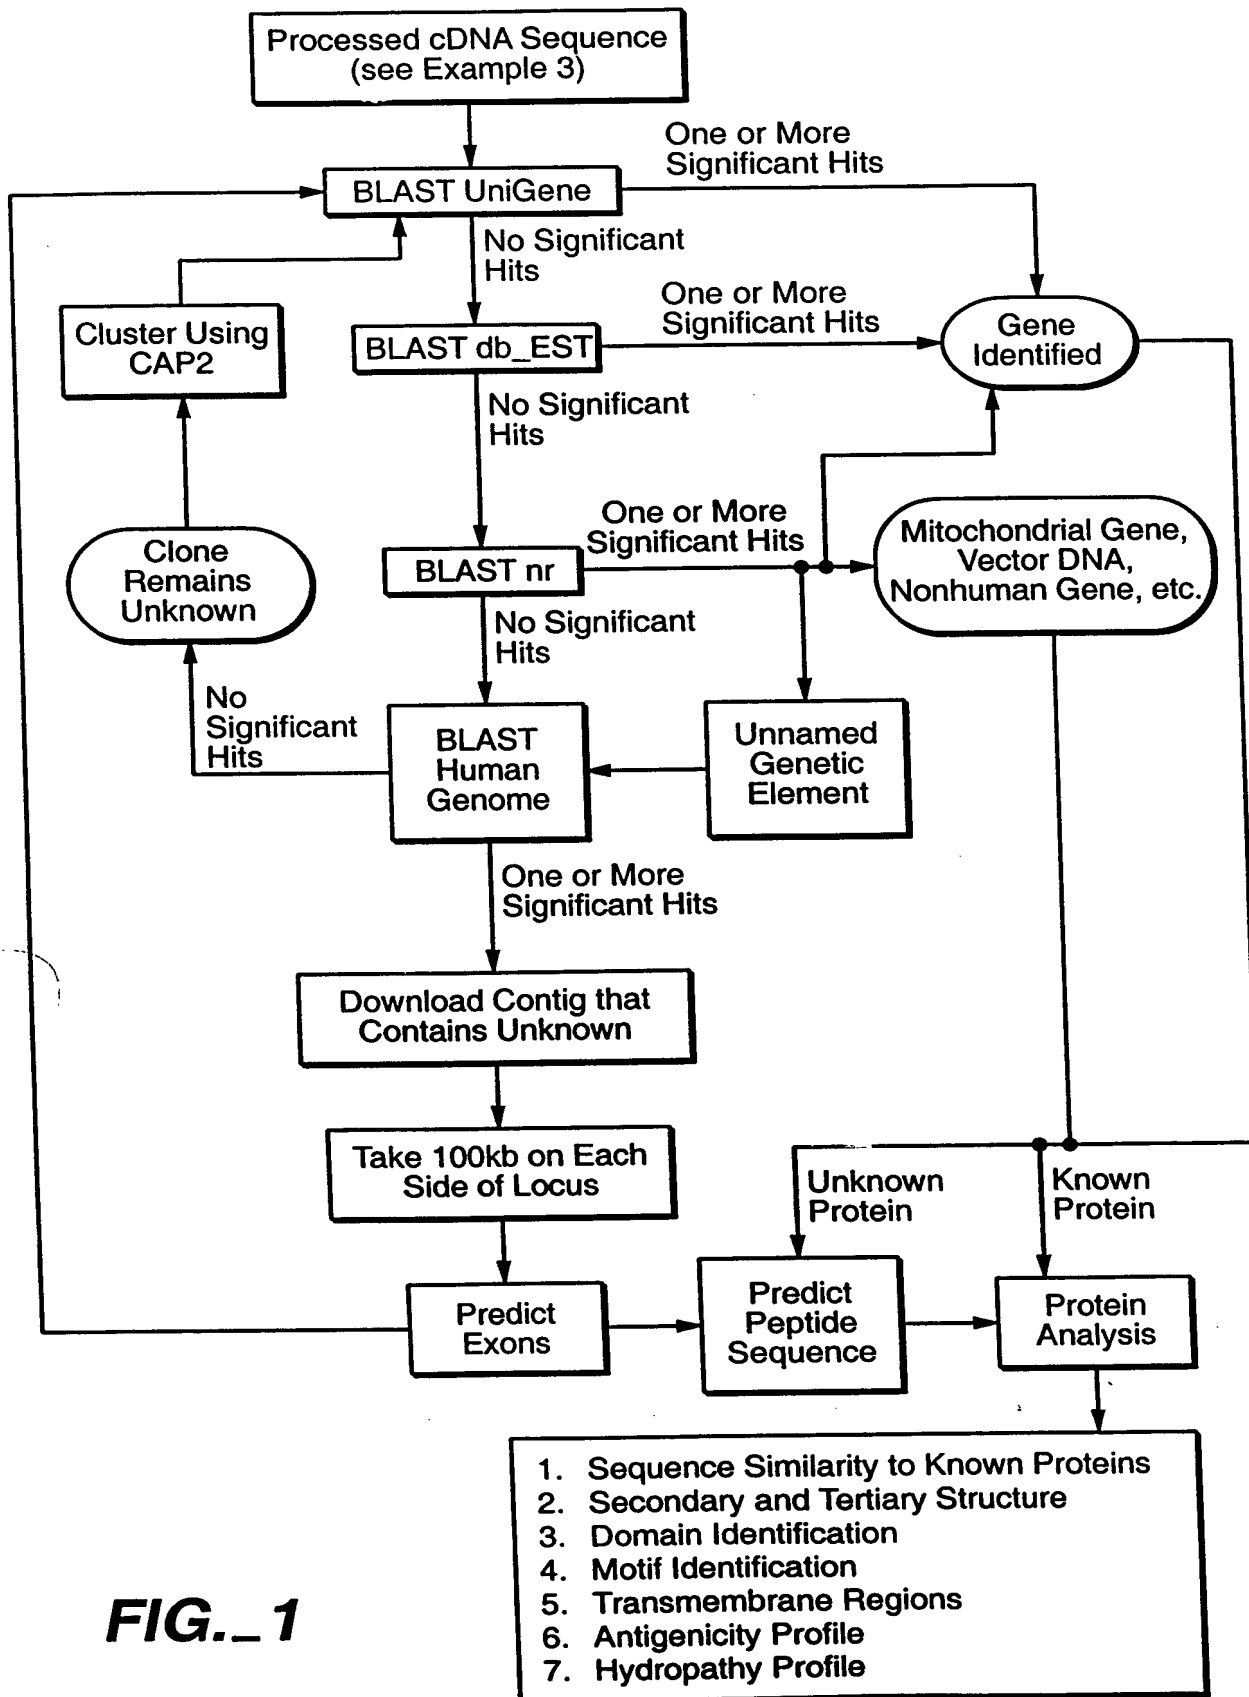 Processed cDNA Sequence
(see Example 3)
One or More
Significant Hits
BLAST UniGene
No Significant
Hits
One or More
Significant Hits
Cluster Using
CAP2
BLAST db_EST
Gene
Identified
No Significant
Hits
One or More
Significant Hits
Clone
Remains
Unknown
BLAST nr
Mitochondrial Gene,
Vector DNA,
Nonhuman Gene, etc.
No Significant
Hits
No
Significant
Hits
BLAST
Human
Genome
Unnamed
Genetic
Element
One or More
Significant Hits
Download Contig that
Contains Unknown
Take 100kb on Each
Side of Locus
Unknown
Protein
Known
Protein
Predict
Exons
Predict
Peptide
Sequence
Protein
Analysis
1. Sequence Similarity to Known Proteins
2. Secondary and Tertiary Structure
3. Domain Identification
4. Motif Identification
5. Transmembrane Regions
6. Antigenicity Profile
7. Hydropathy Profile
FIG._1